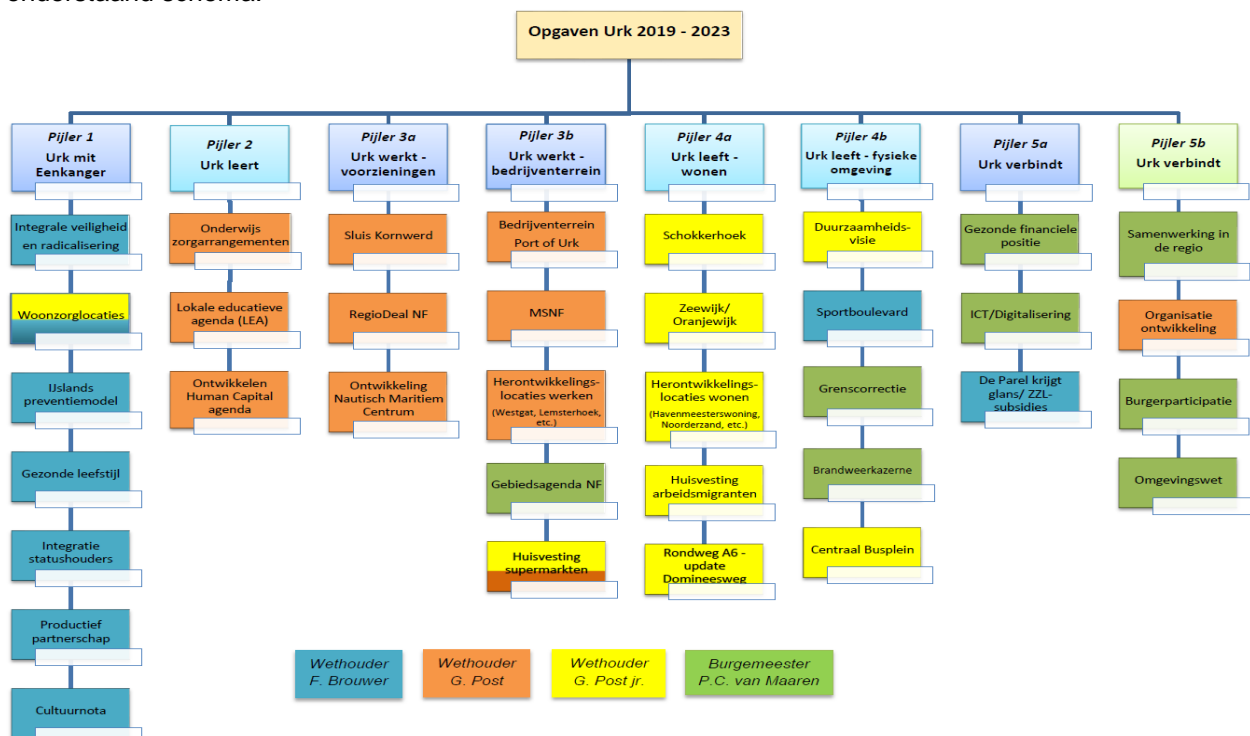 onderstaand schema.
Opgaven Urk 2019 - 2023
Pijler 1
Urk mit
Eenkanger
Integrale veiligheid
en radicalisering
Woonzorglocaties
IJslands
preventiemodel
Gezonde leefstijl
Integratie
statushouders
Productief
partnerschap
Cultuurnota
Pijler 2
Urk leert
Onderwijs
zorgarrangementen
Lokale educatieve
agenda (LEA)
Ontwikkelen
Human Capital
agenda
Pijler 3a
Urk werkt -
voorzieningen
Sluis Kornwerd
RegioDeal NF
Ontwikkeling
Nautisch Maritiem
Centrum
Pijler 3b
Urk werkt -
bedrijventerrein
Bedrijventerrein
Port of Urk
MSNF
Herontwikkelings-
locaties werken
(Westgat, Lemsterhoek,
etc.)
Gebiedsagenda NF
Huisvesting
supermarkten
Pijler 4a
Urk leeft -
wonen
Schokkerhoek
Zeewijk/
Oranjewijk
Herontwikkelings-
locaties wonen
(Havenmeesterswoning,
Noorderzand, etc.)
Huisvesting
arbeidsmigranten
Rondweg A6 -
update
Domineesweg
Pijler 4b
Urk leeft - fysieke
omgeving
Duurzaamheids-
visie
Sportboulevard
Grenscorrectie
Brandweerkazerne
Centraal Busplein
Pijler 5a
Urk verbindt
Gezonde financiele
positie
ICT/Digitalisering
De Parel krijgt
glans/ ZZL-
subsidies
Pijler 5b
Urk verbindt
Samenwerking in
de regio
Organisatie
ontwikkeling
Burgerparticipatie
Omgevingswet
Wethouder
F. Brouwer
Wethouder
G. Post
Wethouder
G. Post jr.
Burgemeester
P.C. van Maaren